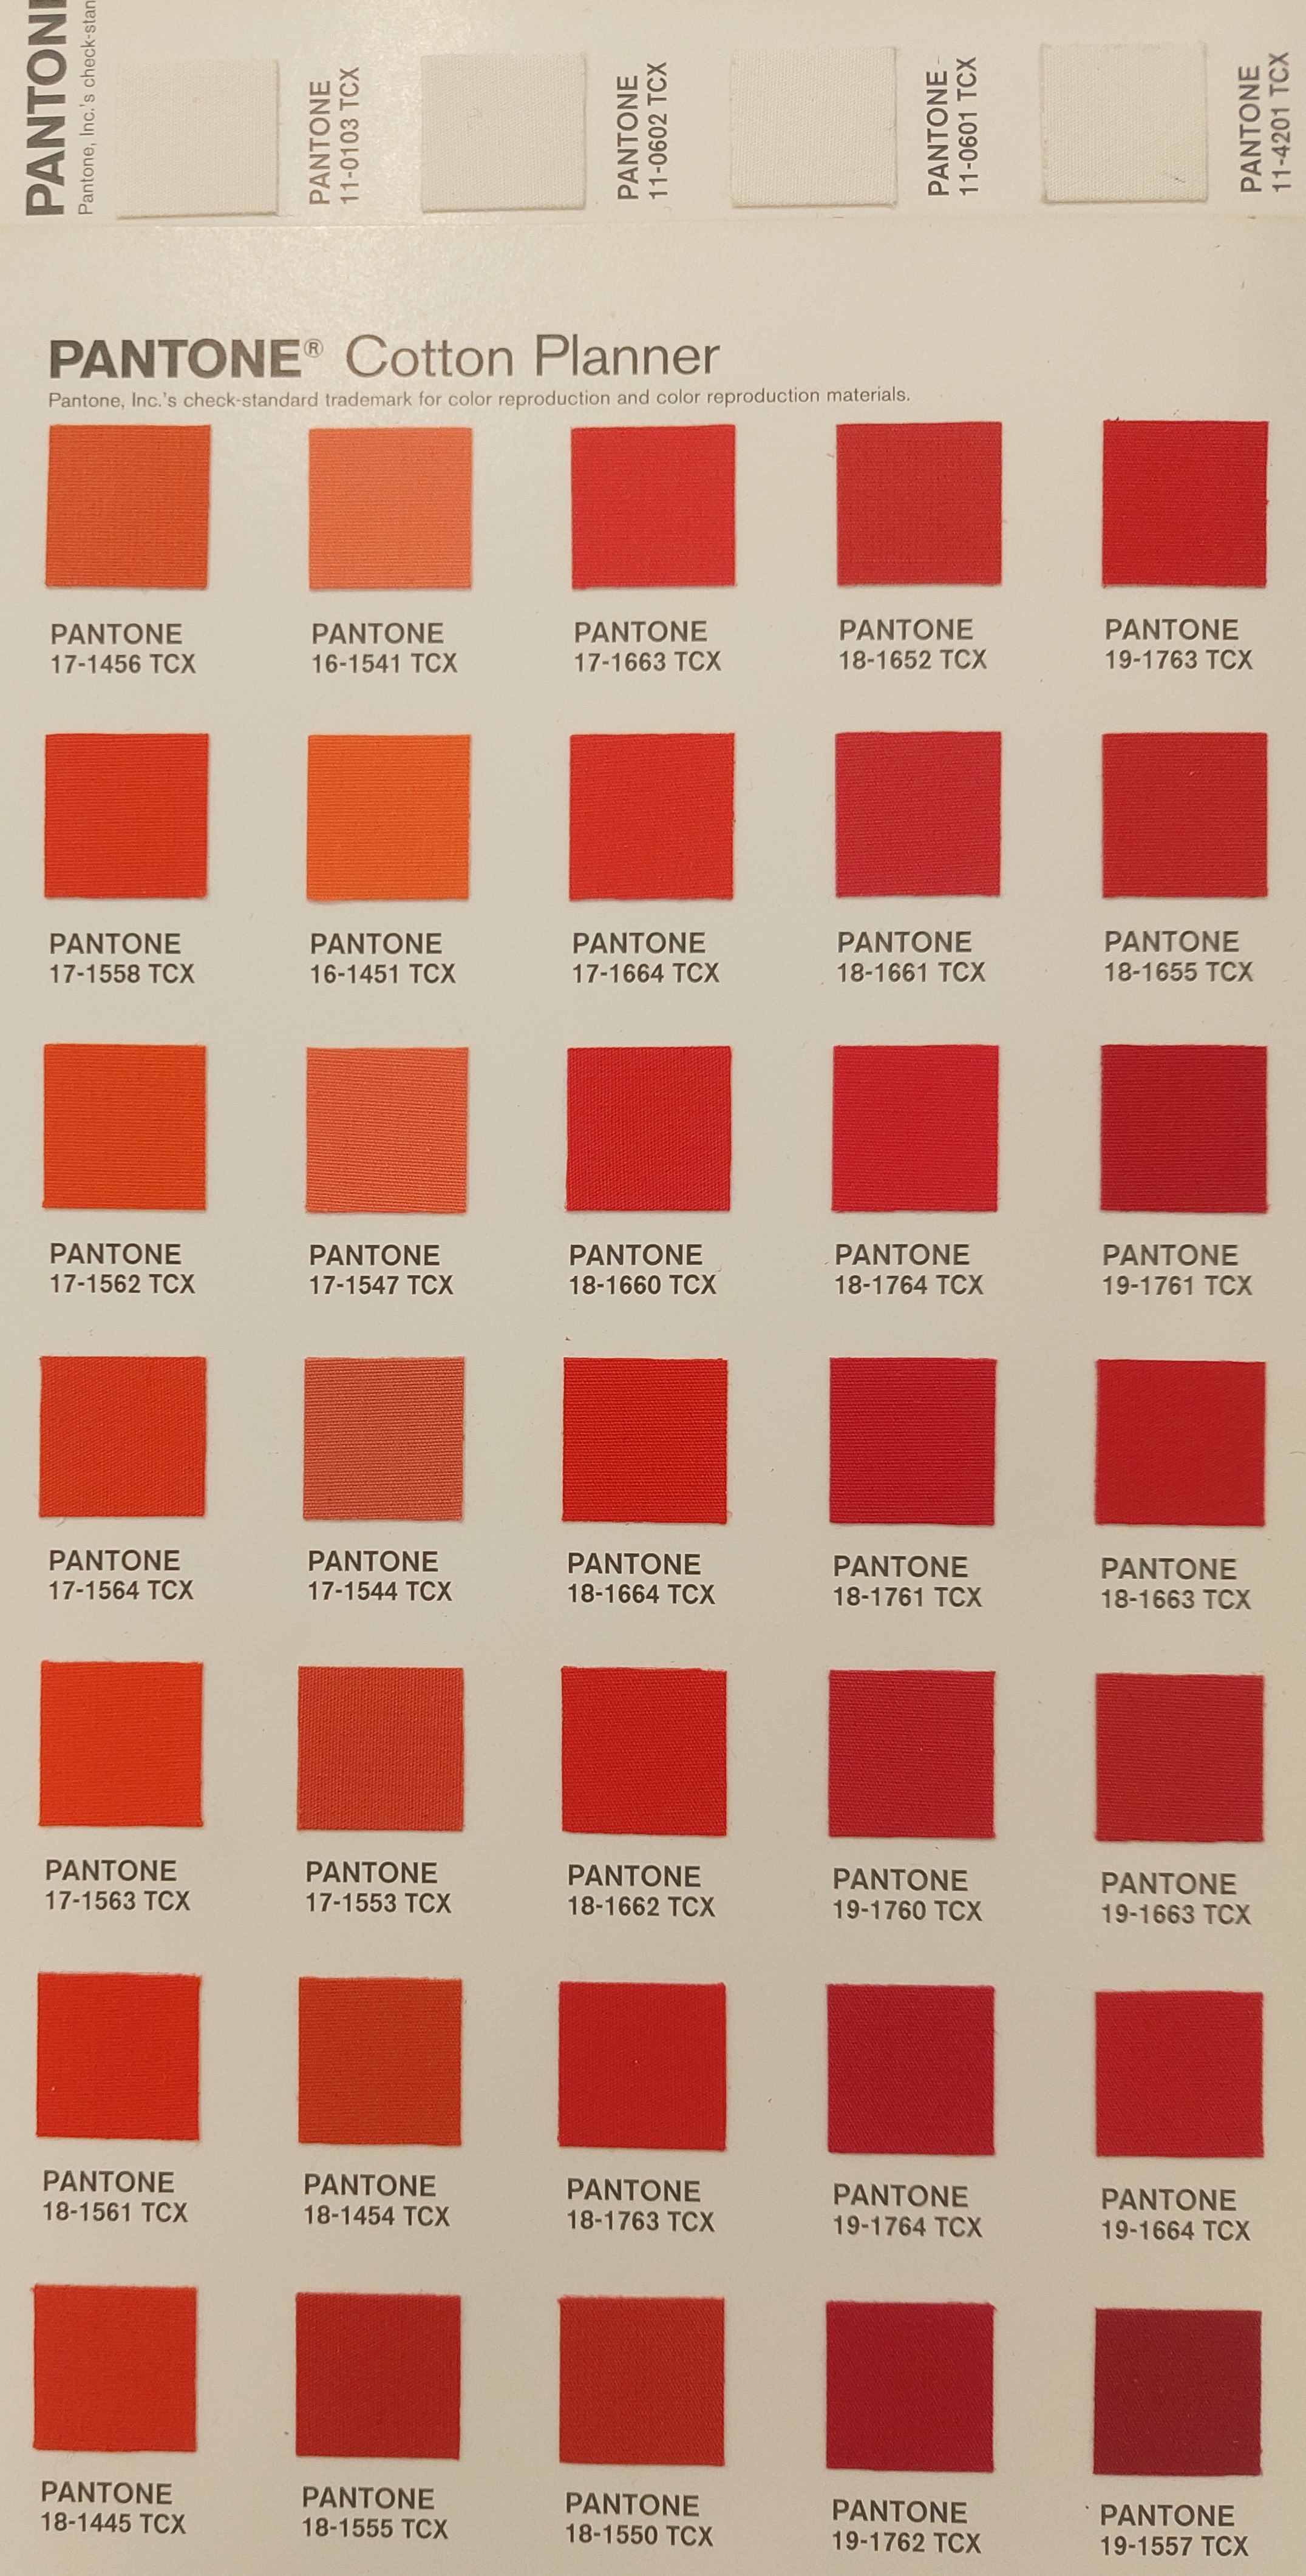 PANTON
Pantone, Inc.'s check-stan
PANTONE
11-0103 TCX
PANTONE
11-0602 TCX
PANTONE
11-0601 TCX
PANTONE
11-4201 TCX
PANTONE® Cotton Planner
Pantone, Inc.'s check-standard trademark for color reproduction and color reproduction materials.
PANTONE
17-1456 TCX
PANTONE
16-1541 TCX
PANTONE
17-1663 TCX
PANTONE
18-1652 TCX
PANTONE
19-1763 TCX
PANTONE
17-1558 TCX
PANTONE
16-1451 TCX
PANTONE
17-1664 TCX
PANTONE
18-1661 TCX
PANTONE
18-1655 TCX
PANTONE
17-1562 TCX
PANTONE
17-1547 TCX
PANTONE
18-1660 TCX
PANTONE
18-1764 TCX
PANTONE
19-1761 TCX
PANTONE
17-1564 TCX
PANTONE
17-1544 TCX
PANTONE
18-1664 TCX
PANTONE
18-1761 TCX
PANTONE
18-1663 TCX
PANTONE
17-1563 TCX
PANTONE
17-1553 TCX
PANTONE
18-1662 TCX
PANTONE
19-1760 TCX
PANTONE
19-1663 TCX
PANTONE
18-1561 TCX
PANTONE
18-1454 TCX
PANTONE
18-1763 TCX
PANTONE
19-1764 TCX
PANTONE
19-1664 TCX
PANTONE
18-1445 TCX
PANTONE
18-1555 TCX
PANTONE
18-1550 TCX
PANTONE
19-1762 TCX
PANTONE
19-1557 TCX